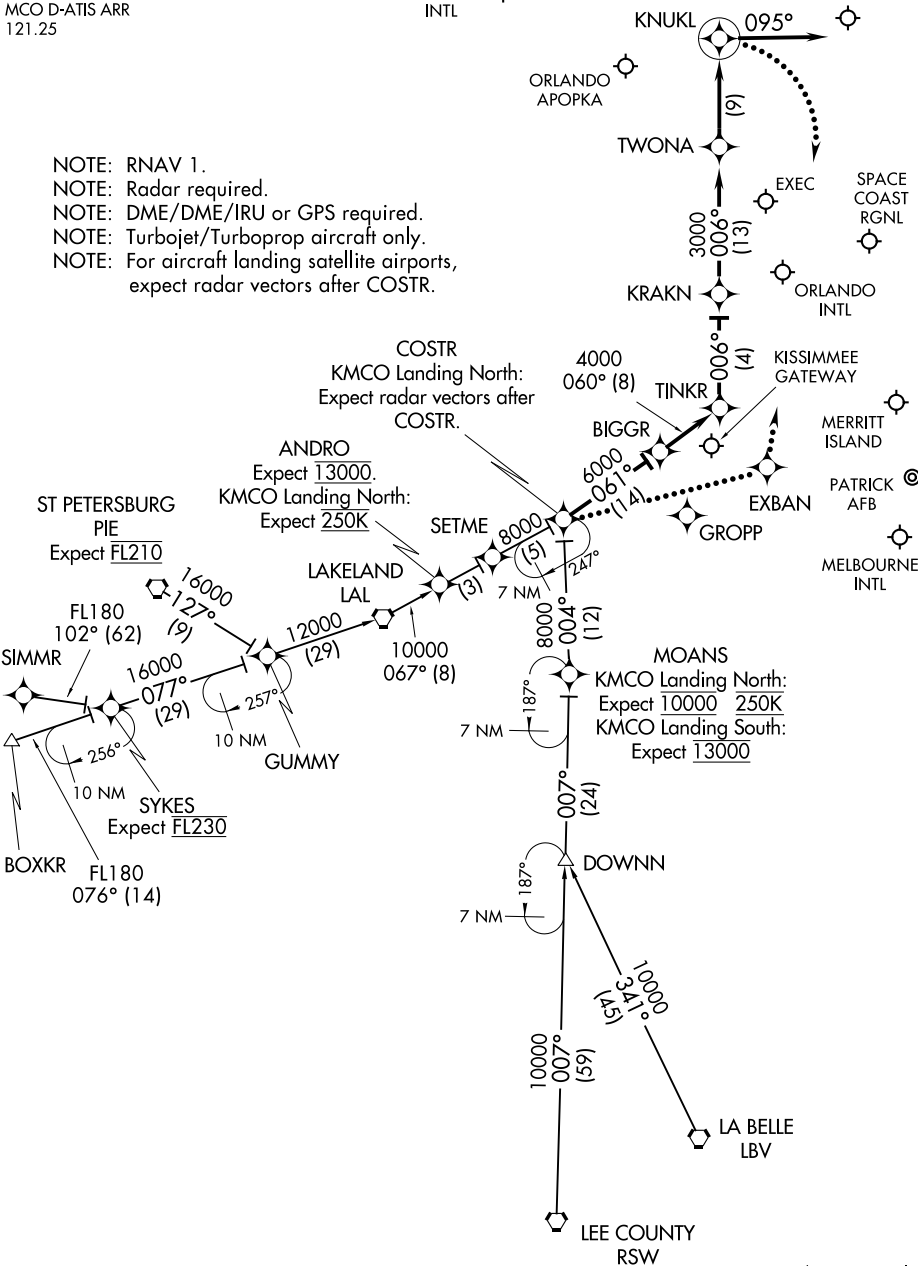 MCO D-ATIS ARR
121.25
INTL
KNUKL
095°
ORLANDO
APOPKA
(9)
TWONA
NOTE: RNAV 1.
NOTE: Radar required.
NOTE: DME/DME/IRU or GPS required.
NOTE: Turbojet/Turboprop aircraft only.
NOTE: For aircraft landing satellite airports,
expect radar vectors after COSTR.
EXEC
SPACE
COAST
RGNL
3000
006°
(13)
KRAKN
ORLANDO
INTL
006°
(4)
COSTR
KMCO Landing North:
Expect radar vectors after
COSTR.
4000
060° (8)
TINKR
KISSIMMEE
GATEWAY
MERRITT
ISLAND
BIGGR
ANDRO
Expect 13000.
KMCO Landing North:
Expect 250K
6000
061°
(14)
EXBAN
PATRICK
AFB
GROPP
MELBOURNE
INTL
ST PETERSBURG
PIE
Expect FL210
SETME
8000
(5)
247°
7 NM
(3)
LAKELAND
LAL
16000
127°
(9)
FL180
102° (62)
SIMMR
12000
(29)
10000
067° (8)
8000
004°
(12)
16000
077°
(29)
257°
10 NM
GUMMY
187°
7 NM
MOANS
KMCO Landing North:
Expect 10000 250K
KMCO Landing South:
Expect 13000
256°
10 NM
SYKES
Expect FL230
BOXKR
FL180
076° (14)
007°
(24)
DOWNN
187°
7 NM
10000
341°
(45)
10000
007°
(59)
LA BELLE
LBV
LEE COUNTY
RSW